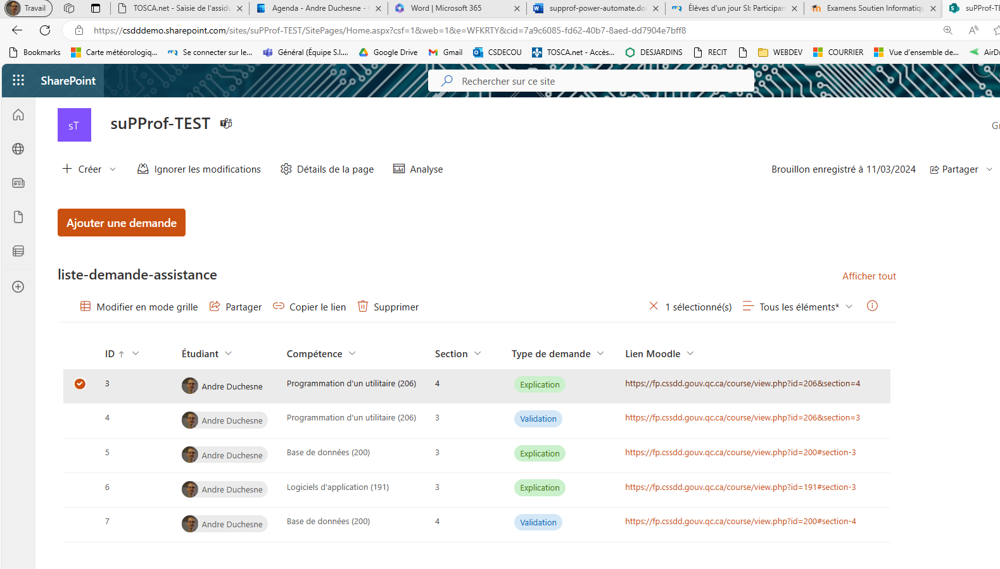 Travail
TOSCA.net - Saisie de l'assidu
Agenda - Andre Duchesne -
Word | Microsoft 365
supprof-power-automate.do
Élèves d'un jour SI: Participan
Examens Soutien Informatiqu
suPProf-TE
https://csdddemo.sharepoint.com/sites/suPProf-TEST/SitePages/Home.aspx?csf=1&web=1&e=WFKRTY&cid=7a9c6085-fd62-40b7-8aed-dd7904e7bff8
Bookmarks
Carte météorologiq...
Se connecter sur le...
Général (Équipe S.I....
Google Drive
Gmail
CSDECOU
TOSCA.net - Accès...
DESJARDINS
RECIT
WEBDEV
COURRIER
Vue d'ensemble de...
AirDr
SharePoint
Rechercher sur ce site
sT
suPProf-TEST
Gr
Créer
Ignorer les modifications
Détails de la page
Analyse
Brouillon enregistré à 11/03/2024
Partager
Ajouter une demande
liste-demande-assistance
Afficher tout
Modifier en mode grille
Partager
Copier le lien
Supprimer
1 sélectionné(s)
Tous les éléments*
ID Étudiant Compétence Section Type de demande Lien Moodle
3 Andre Duchesne Programmation d'un utilitaire (206) 4 Explication https://fp.cssdd.gouv.qc.ca/course/view.php?id=206&section=4
4 Andre Duchesne Programmation d'un utilitaire (206) 3 Validation https://fp.cssdd.gouv.qc.ca/course/view.php?id=206&section=3
5 Andre Duchesne Base de données (200) 3 Explication https://fp.cssdd.gouv.qc.ca/course/view.php?id=200#section-3
6 Andre Duchesne Logiciels d'application (191) 3 Explication https://fp.cssdd.gouv.qc.ca/course/view.php?id=191#section-3
7 Andre Duchesne Base de données (200) 4 Validation https://fp.cssdd.gouv.qc.ca/course/view.php?id=200#section-4